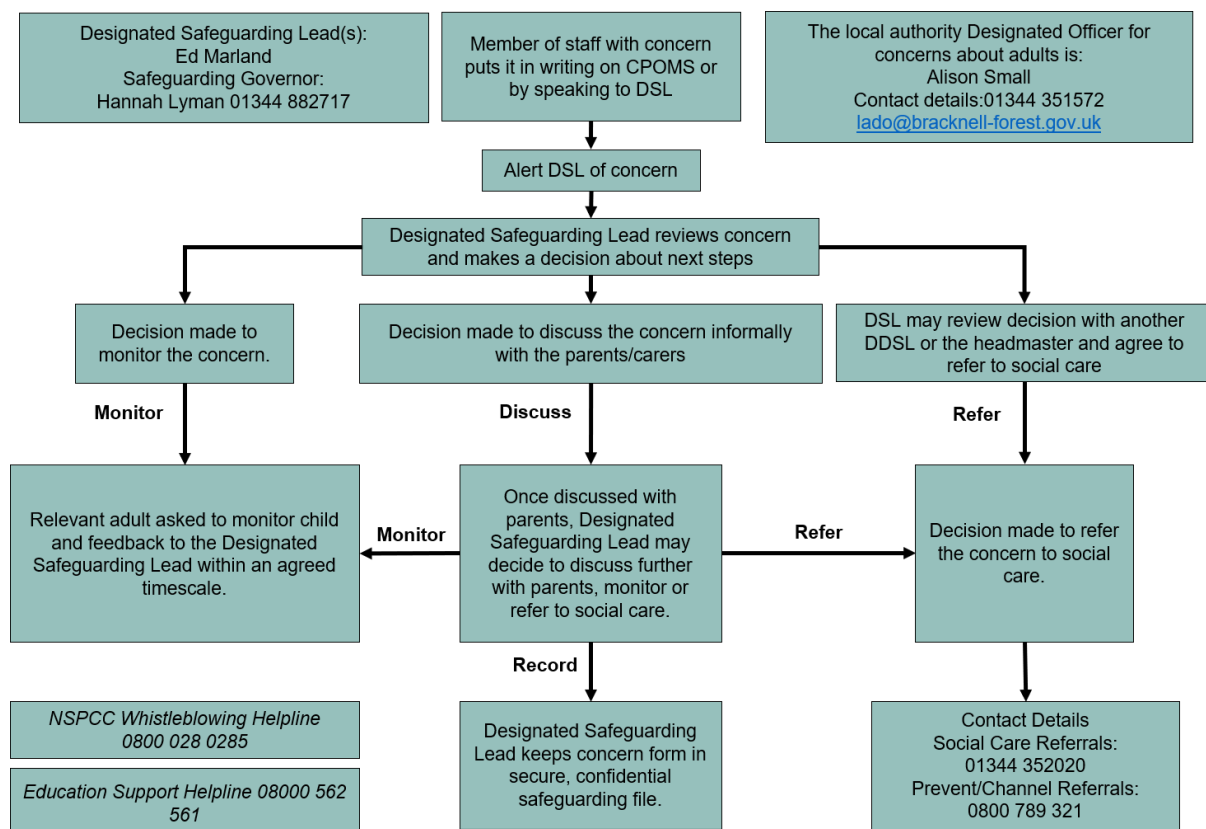 Designated Safeguarding Lead(s):
Ed Marland
Safeguarding Governor:
Hannah Lyman 01344 882717
Member of staff with concern
puts it in writing on CPOMS or
by speaking to DSL
The local authority Designated Officer for
concerns about adults is:
Alison Small
Contact details:01344 351572
lado@bracknell-forest.gov.uk
Alert DSL of concern
Designated Safeguarding Lead reviews concern
and makes a decision about next steps
Decision made to
monitor the concern.
Decision made to discuss the concern informally
with the parents/carers
DSL may review decision with another
DDSL or the headmaster and agree to
refer to social care
Monitor
Discuss
Refer
Relevant adult asked to monitor child
and feedback to the Designated
Safeguarding Lead within an agreed
timescale.
Monitor
Once discussed with
parents, Designated
Safeguarding Lead may
decide to discuss further
with parents, monitor or
refer to social care.
Refer
Decision made to refer
the concern to social
care.
Record
NSPCC Whistleblowing Helpline
0800 028 0285
Education Support Helpline 08000 562
561
Designated Safeguarding
Lead keeps concern form in
secure, confidential
safeguarding file.
Contact Details
Social Care Referrals:
01344 352020
Prevent/Channel Referrals:
0800 789 321